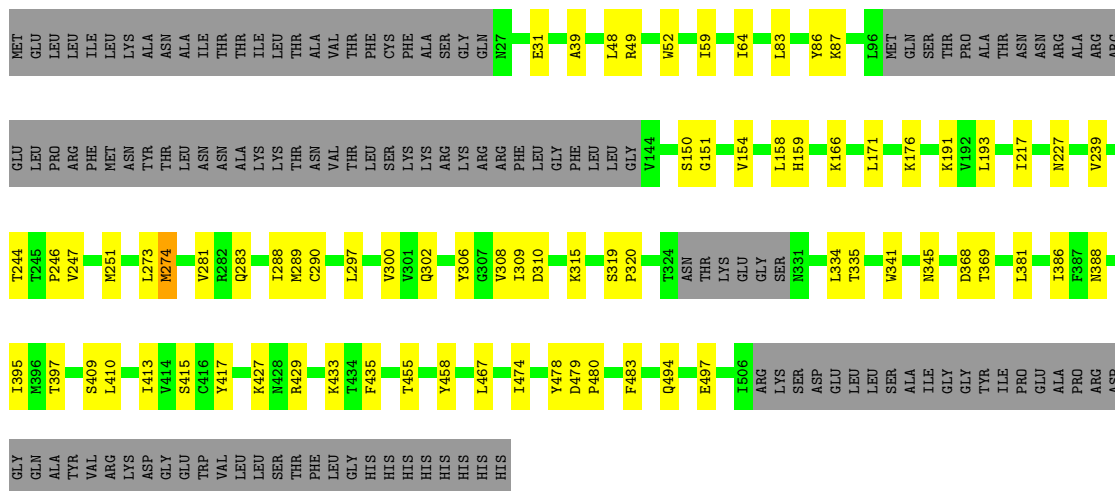 MET GLU LEU LEU ILE LEU LYS ALA ASN ALA ILE THR THR ILE LEU THR ALA VAL THR PHE CYS PHE ALA SER GLY GLN N27 E31 A39 L48 R49 W52 I59 I64 L83 Y86 K87 L96 MET GLN SER THR PRO ALA THR ASN ASN ARG ALA ARG ARG
GLU LEU PRO ARG PHE MET ASN TYR THR LEU ASN ASN ALA LYS LYS THR ASN VAL THR LEU SER LYS LYS ARG LYS ARG ARG PHE LEU GLY PHE LEU LEU GLY V144 S150 G151 V154 L158 H159 K166 L171 K176 K191 V192 L193 I217 N227 V239
T244 T245 P246 V247 M251 L273 M274 V281 R282 Q283 I288 M289 C290 L297 V300 V301 Q302 Y306 G307 V308 I309 D310 K315 S319 P320 T324 ASN THR LYS GLU GLY SER N331 L334 T335 W341 N345 D368 T369 L381 I386 F387 N388
I395 M396 T397 S409 L410 I413 V414 S415 C416 Y417 K427 N428 R429 K433 T434 F435 T455 Y458 L467 I474 Y478 D479 P480 F483 Q494 E497 I506 ARG LYS SER ASP GLU LEU LEU SER ALA ILE GLY GLY TYR ILE PRO GLU ALA PRO ARG ASP
GLY GLN ALA TYR VAL ARG LYS ASP GLY GLU TRP VAL LEU LEU SER THR PHE LEU GLY HIS HIS HIS HIS HIS HIS HIS HIS